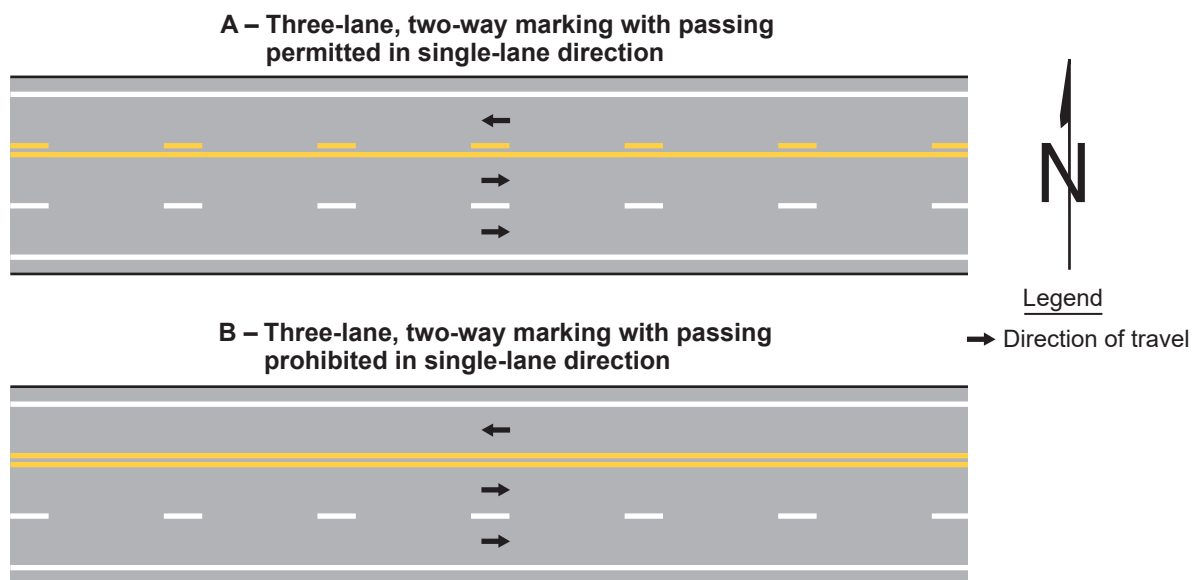 A – Three-lane, two-way marking with passing
permitted in single-lane direction
N
Legend
Direction of travel
B – Three-lane, two-way marking with passing
prohibited in single-lane direction